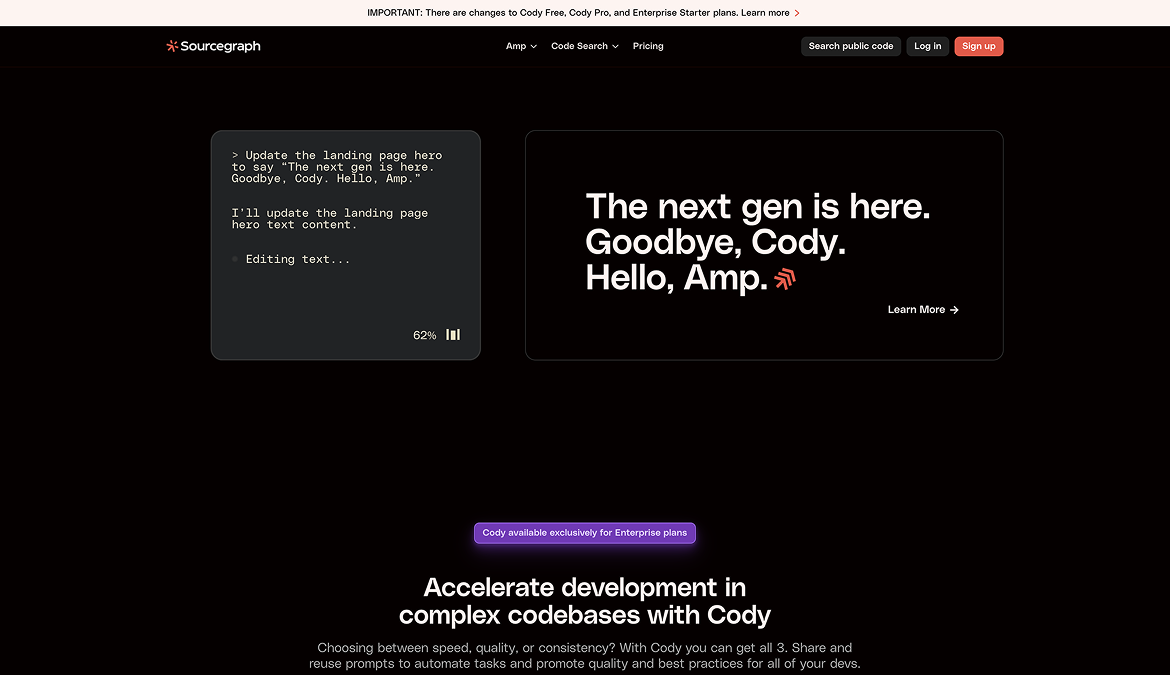 IMPORTANT: There are changes to Cody Free, Cody Pro, and Enterprise Starter plans. Learn more
Sourcegraph
Amp
Code Search
Pricing
Search public code
Log in
Sign up
> Update the landing page hero
to say “The next gen is here.
Goodbye, Cody. Hello, Amp.”
I’ll update the landing page
hero text content.
Editing text...
62%
The next gen is here.
Goodbye, Cody.
Hello, Amp.
Learn More →
Cody available exclusively for Enterprise plans
Accelerate development in
complex codebases with Cody
Choosing between speed, quality, or consistency? With Cody you can get all 3. Share and
reuse prompts to automate tasks and promote quality and best practices for all of your devs.